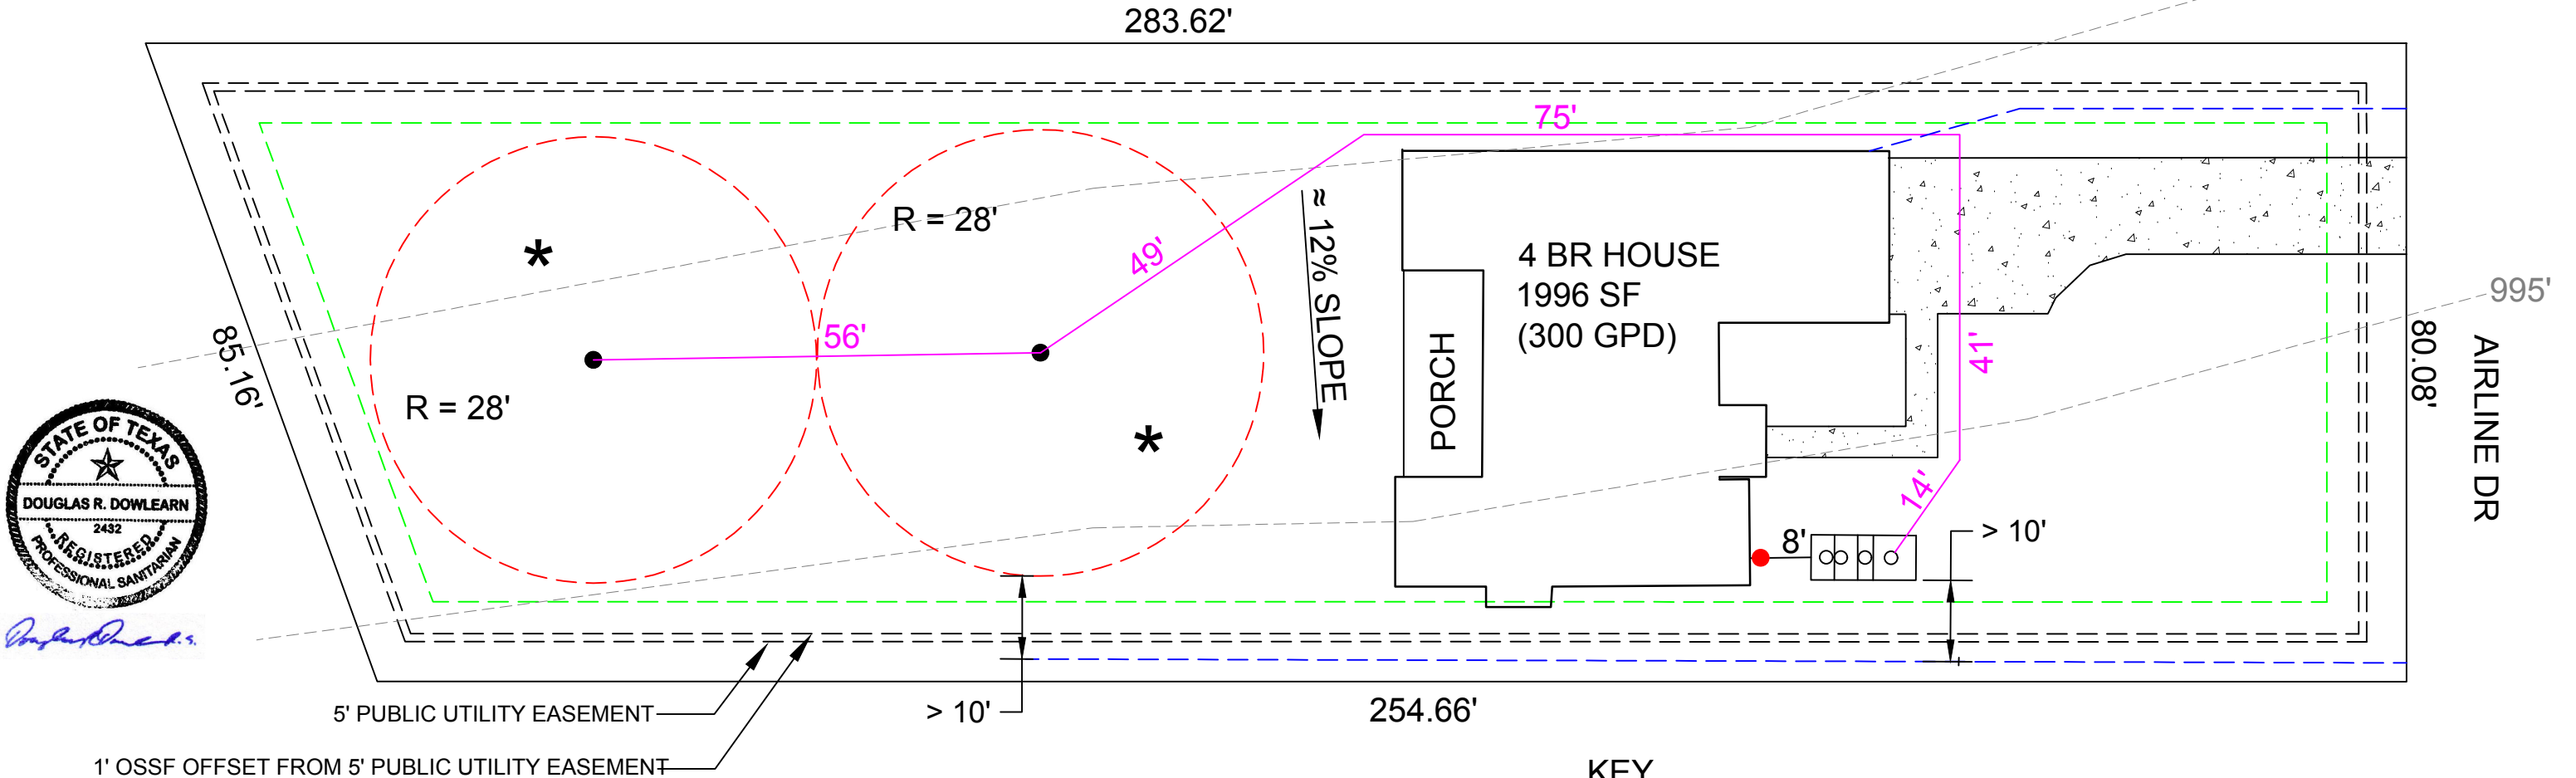 283.62'
75'
R = 28'
49'
≈ 12% SLOPE
4 BR HOUSE
1996 SF
(300 GPD)
995'
56'
PORCH
41'
80.08'
AIRLINE DR
85.16'
R = 28'
*
*
STATE OF TEXAS
DOUGLAS R. DOWLEARN
2432
REGISTERED
PROFESSIONAL SANITARIAN
14'
8'
> 10'
5' PUBLIC UTILITY EASEMENT
> 10'
254.66'
1' OSSF OFFSET FROM 5' PUBLIC UTILITY EASEMENT
KEY